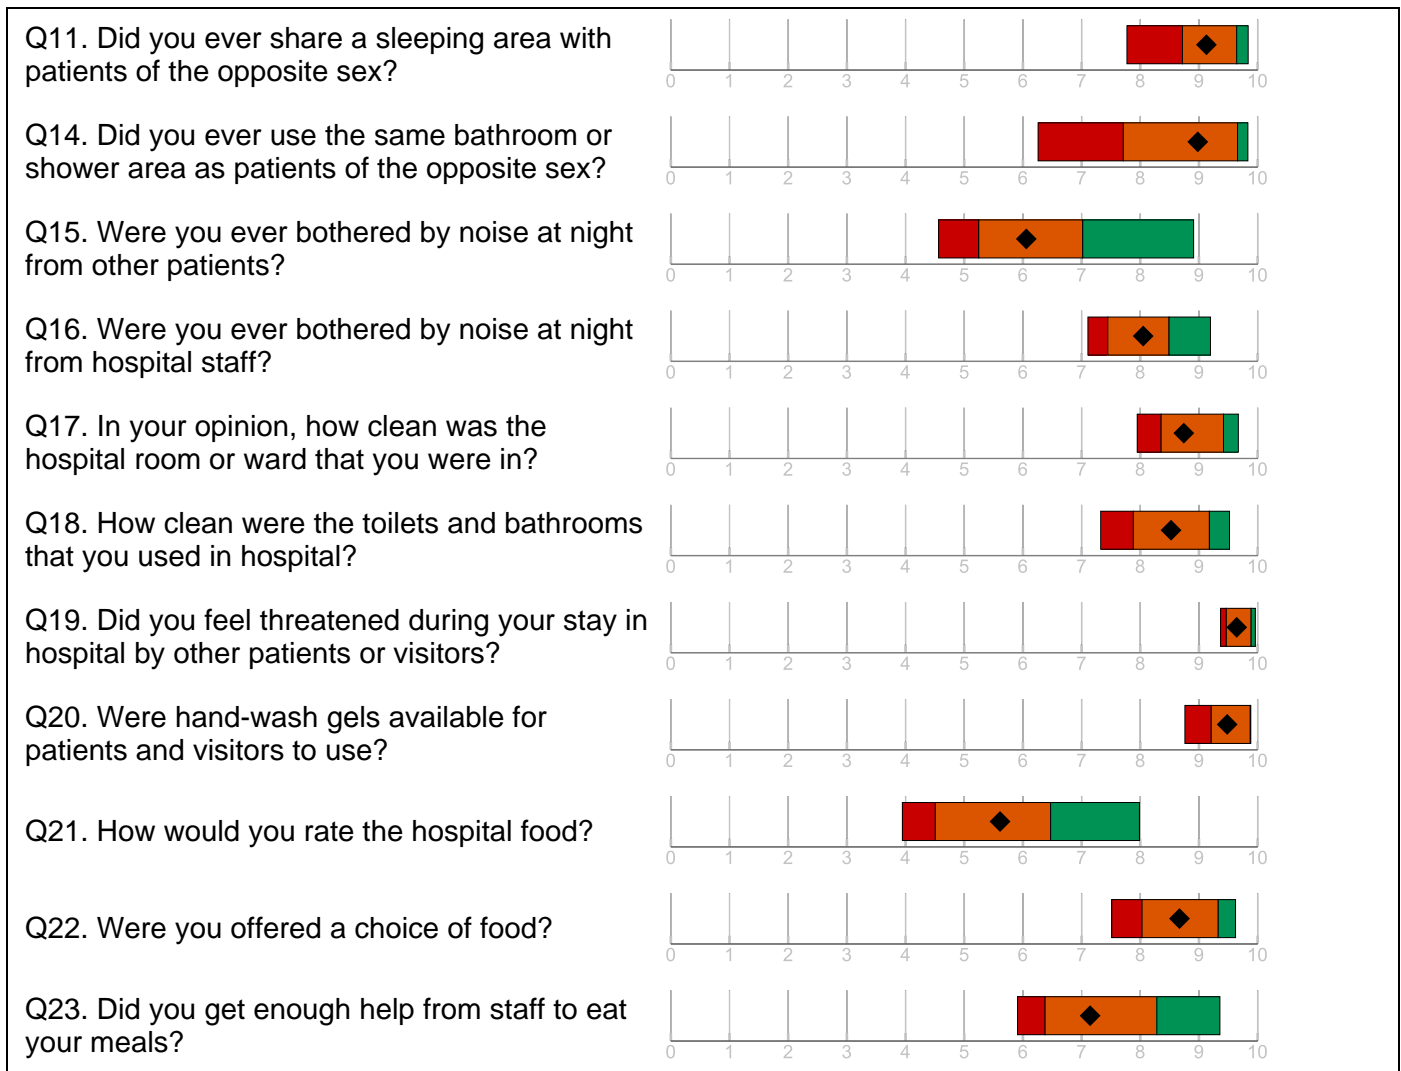 Q11. Did you ever share a sleeping area with
patients of the opposite sex?
0 1 2 3 4 5 6 7 8 9 10
Q14. Did you ever use the same bathroom or
shower area as patients of the opposite sex?
0 1 2 3 4 5 6 7 8 9 10
Q15. Were you ever bothered by noise at night
from other patients?
0 1 2 3 4 5 6 7 8 9 10
Q16. Were you ever bothered by noise at night
from hospital staff?
0 1 2 3 4 5 6 7 8 9 10
Q17. In your opinion, how clean was the
hospital room or ward that you were in?
0 1 2 3 4 5 6 7 8 9 10
Q18. How clean were the toilets and bathrooms
that you used in hospital?
0 1 2 3 4 5 6 7 8 9 10
Q19. Did you feel threatened during your stay in
hospital by other patients or visitors?
0 1 2 3 4 5 6 7 8 9 10
Q20. Were hand-wash gels available for
patients and visitors to use?
0 1 2 3 4 5 6 7 8 9 10
Q21. How would you rate the hospital food?
0 1 2 3 4 5 6 7 8 9 10
Q22. Were you offered a choice of food?
0 1 2 3 4 5 6 7 8 9 10
Q23. Did you get enough help from staff to eat
your meals?
0 1 2 3 4 5 6 7 8 9 10